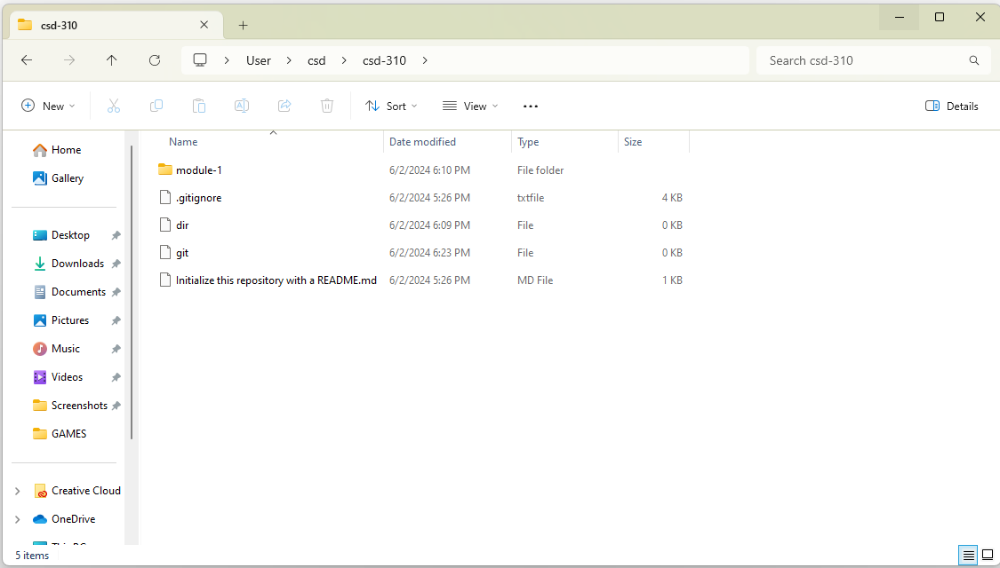 csd-310
User csd csd-310
Search csd-310
New Sort View Details
Home
Gallery
Desktop
Downloads
Documents
Pictures
Music
Videos
Screenshots
GAMES
Creative Cloud
OneDrive
Name Date modified Type Size
module-1 6/2/2024 6:10 PM File folder
.gitignore 6/2/2024 5:26 PM txtfile 4 KB
dir 6/2/2024 6:09 PM File 0 KB
git 6/2/2024 6:23 PM File 0 KB
Initialize this repository with a README.md 6/2/2024 5:26 PM MD File 1 KB
5 items